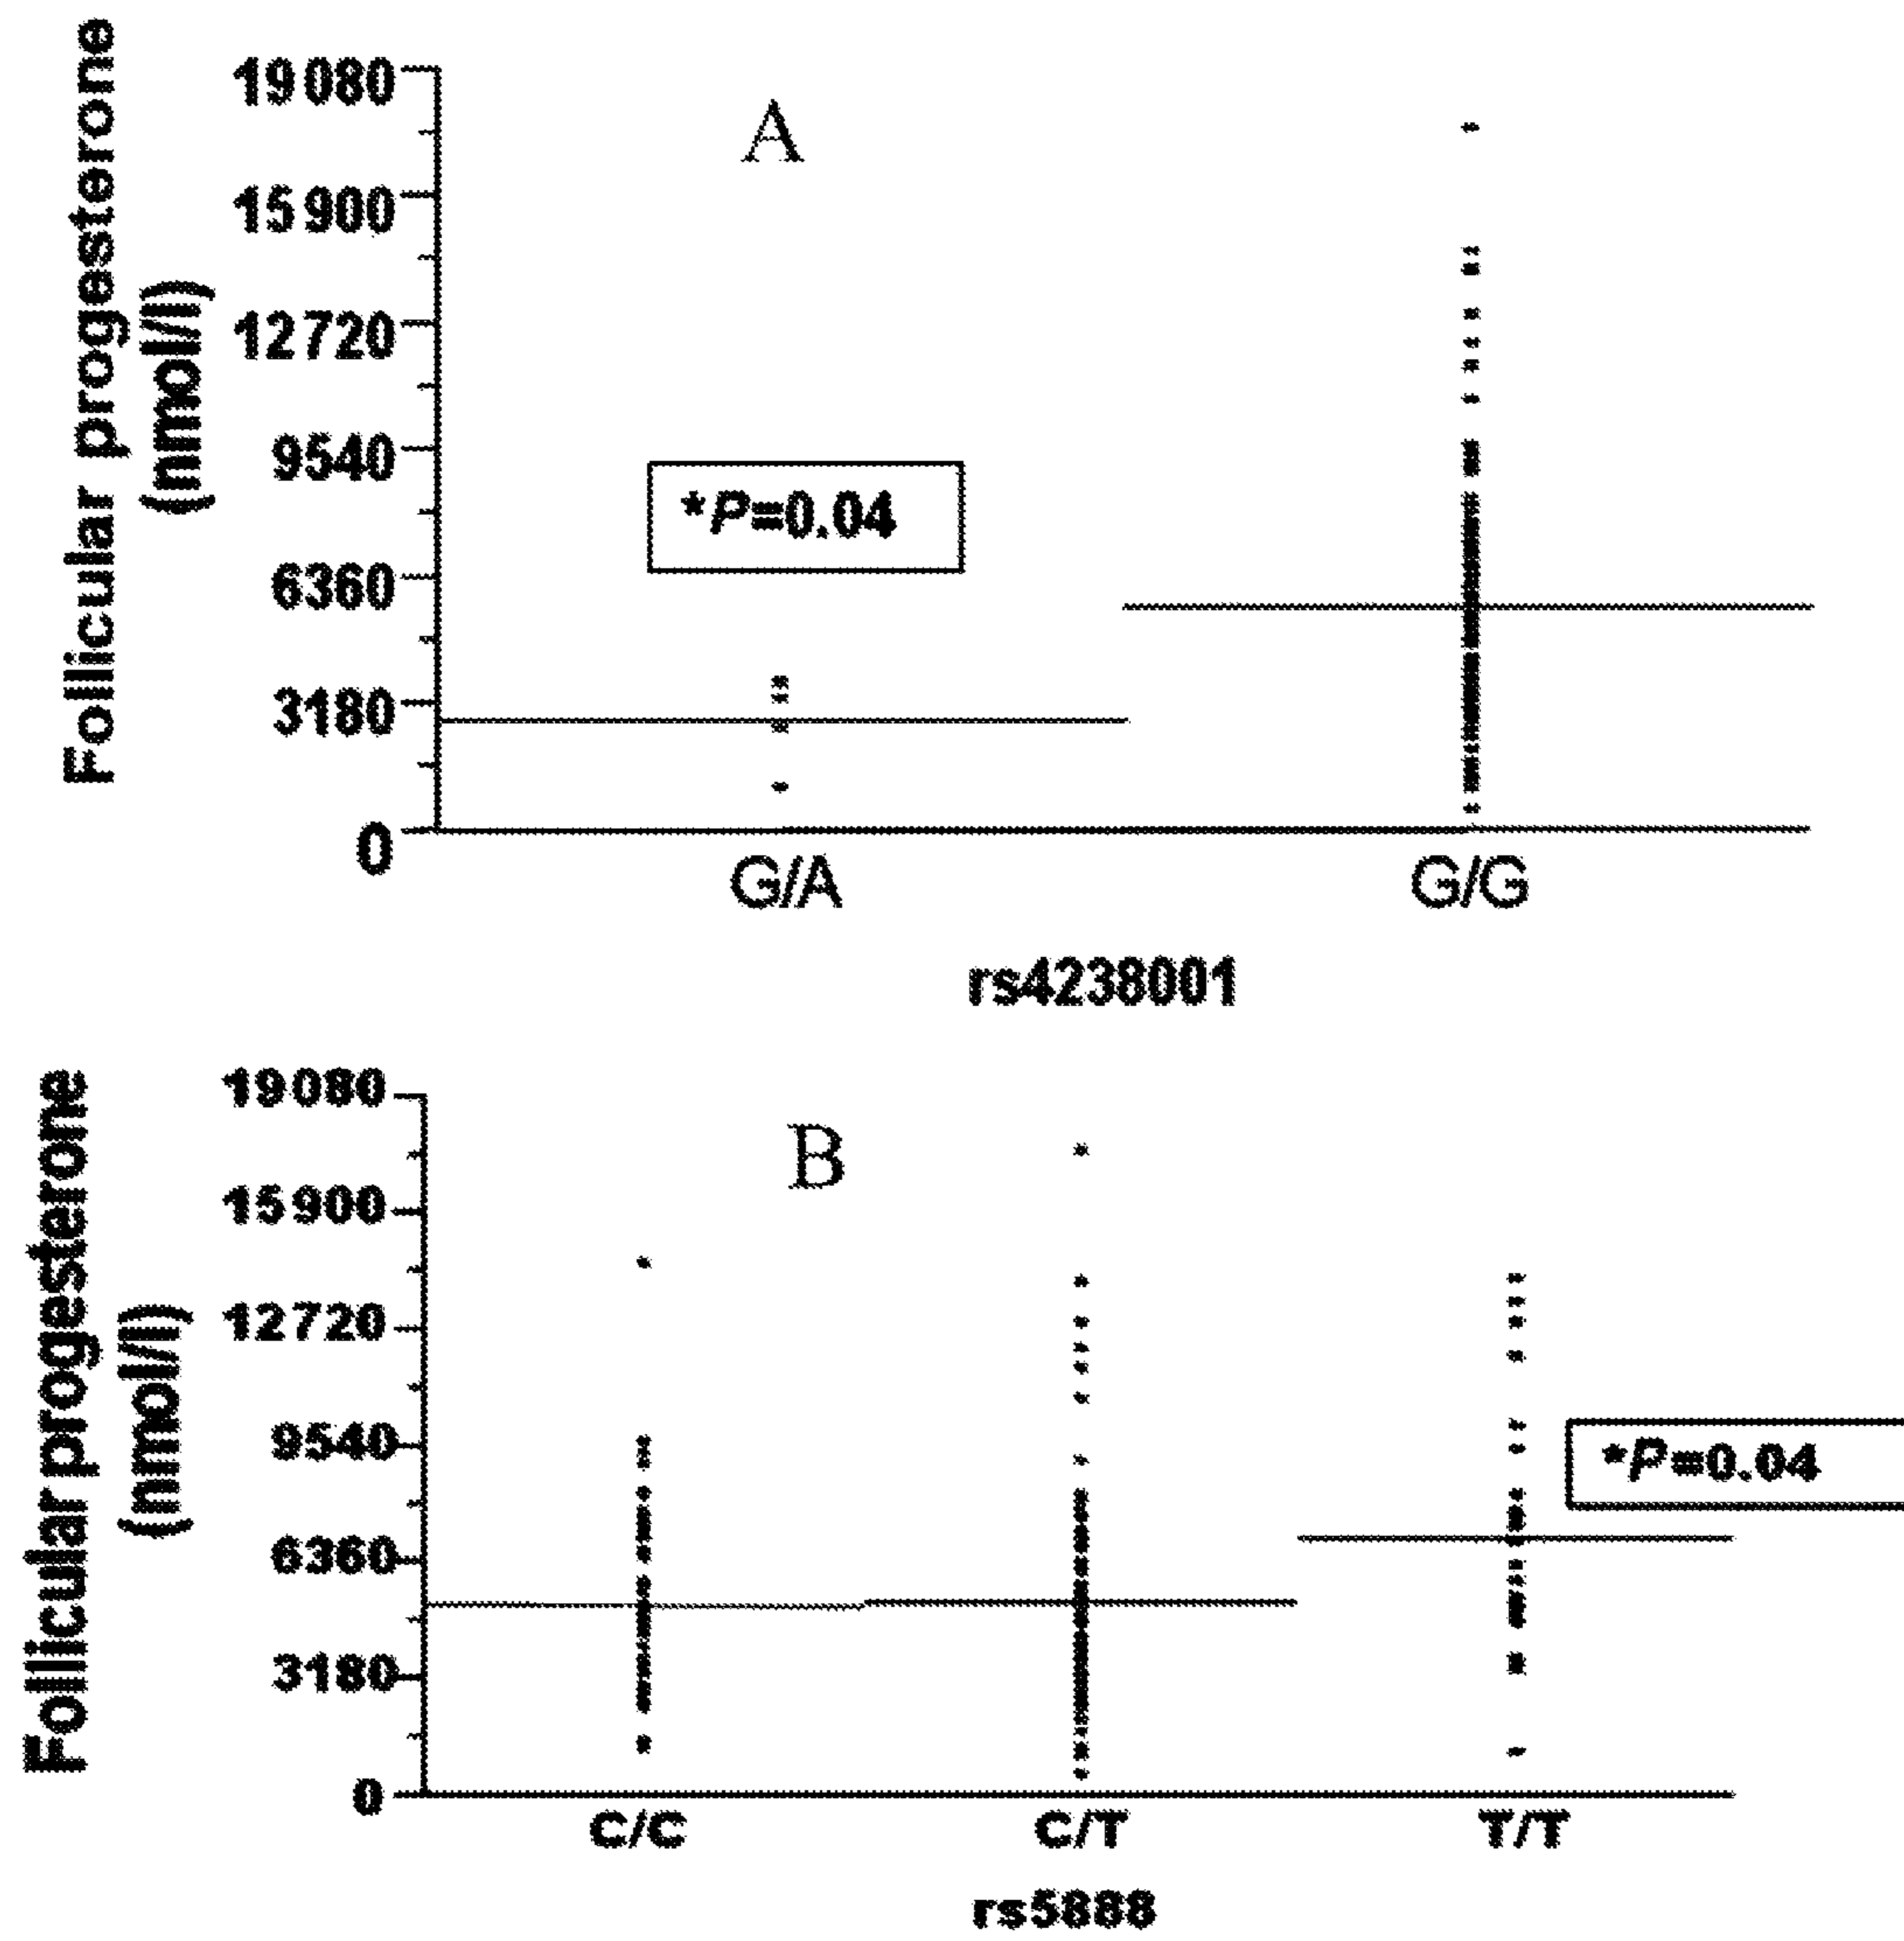 Follicular progesterone
(nmol/l)
19080
15900
12720
9540
6360
3180
0
A
*P=0.04
G/A G/G
rs4238001
Follicular progesterone
(nmol/l)
19080
15900
12720
9540
6360
3180
0
B
*P=0.04
C/C C/T T/T
rs5888